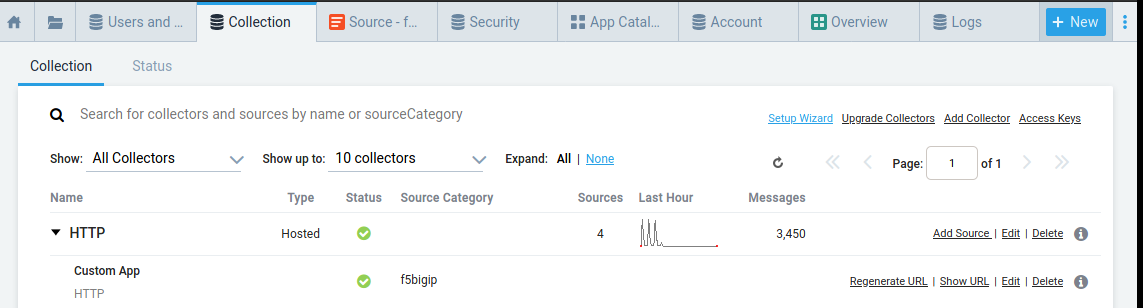 Users and ... Collection Source - f... Security App Catal... Account Overview Logs + New
Collection Status
Search for collectors and sources by name or sourceCategory
Setup Wizard Upgrade Collectors Add Collector Access Keys
Show: All Collectors Show up to: 10 collectors Expand: All | None Page: 1 of 1
Name Type Status Source Category Sources Last Hour Messages
HTTP Hosted 4 3,450 Add Source | Edit | Delete
Custom App f5bigip Regenerate URL | Show URL | Edit | Delete
HTTP